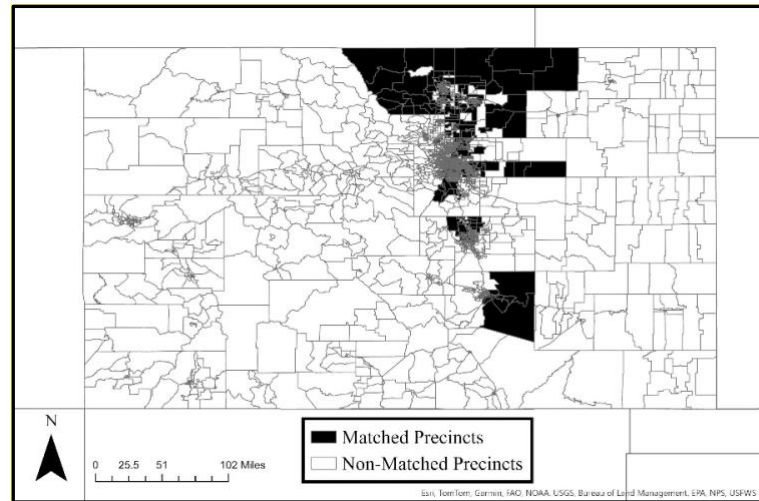 N
0 25.5 51 102 Miles
Matched Precincts
Non-Matched Precincts
Esri, TomTom, Garmin, FAO, NOAA, USGS, Bureau of Land Management, EPA, NPS, USFWS